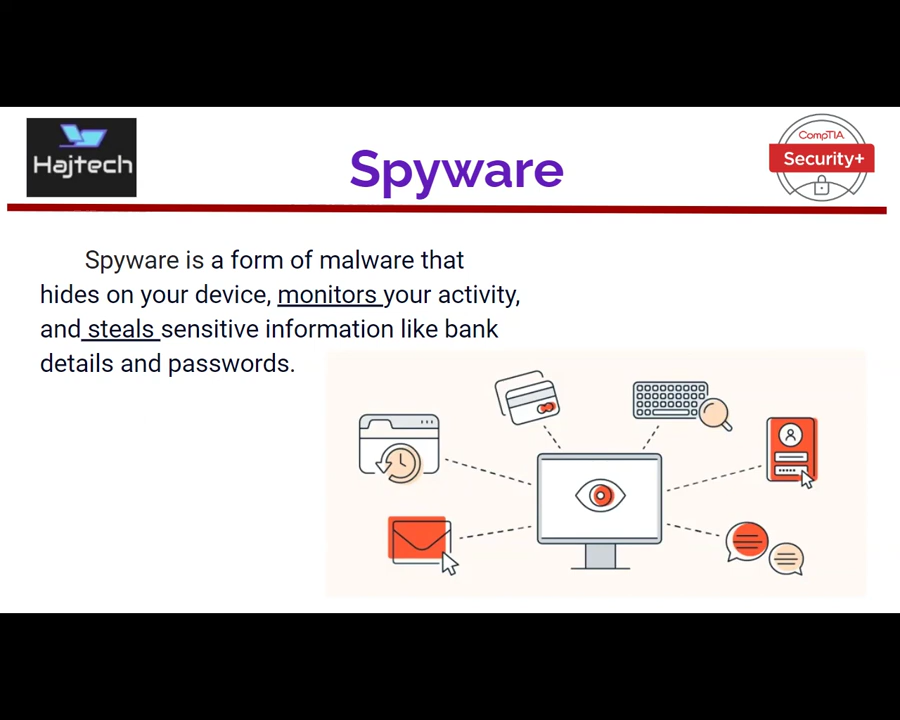 Hajtech
Spyware
CompTIA
Security+
Spyware is a form of malware that
hides on your device, monitors your activity,
and steals sensitive information like bank
details and passwords.